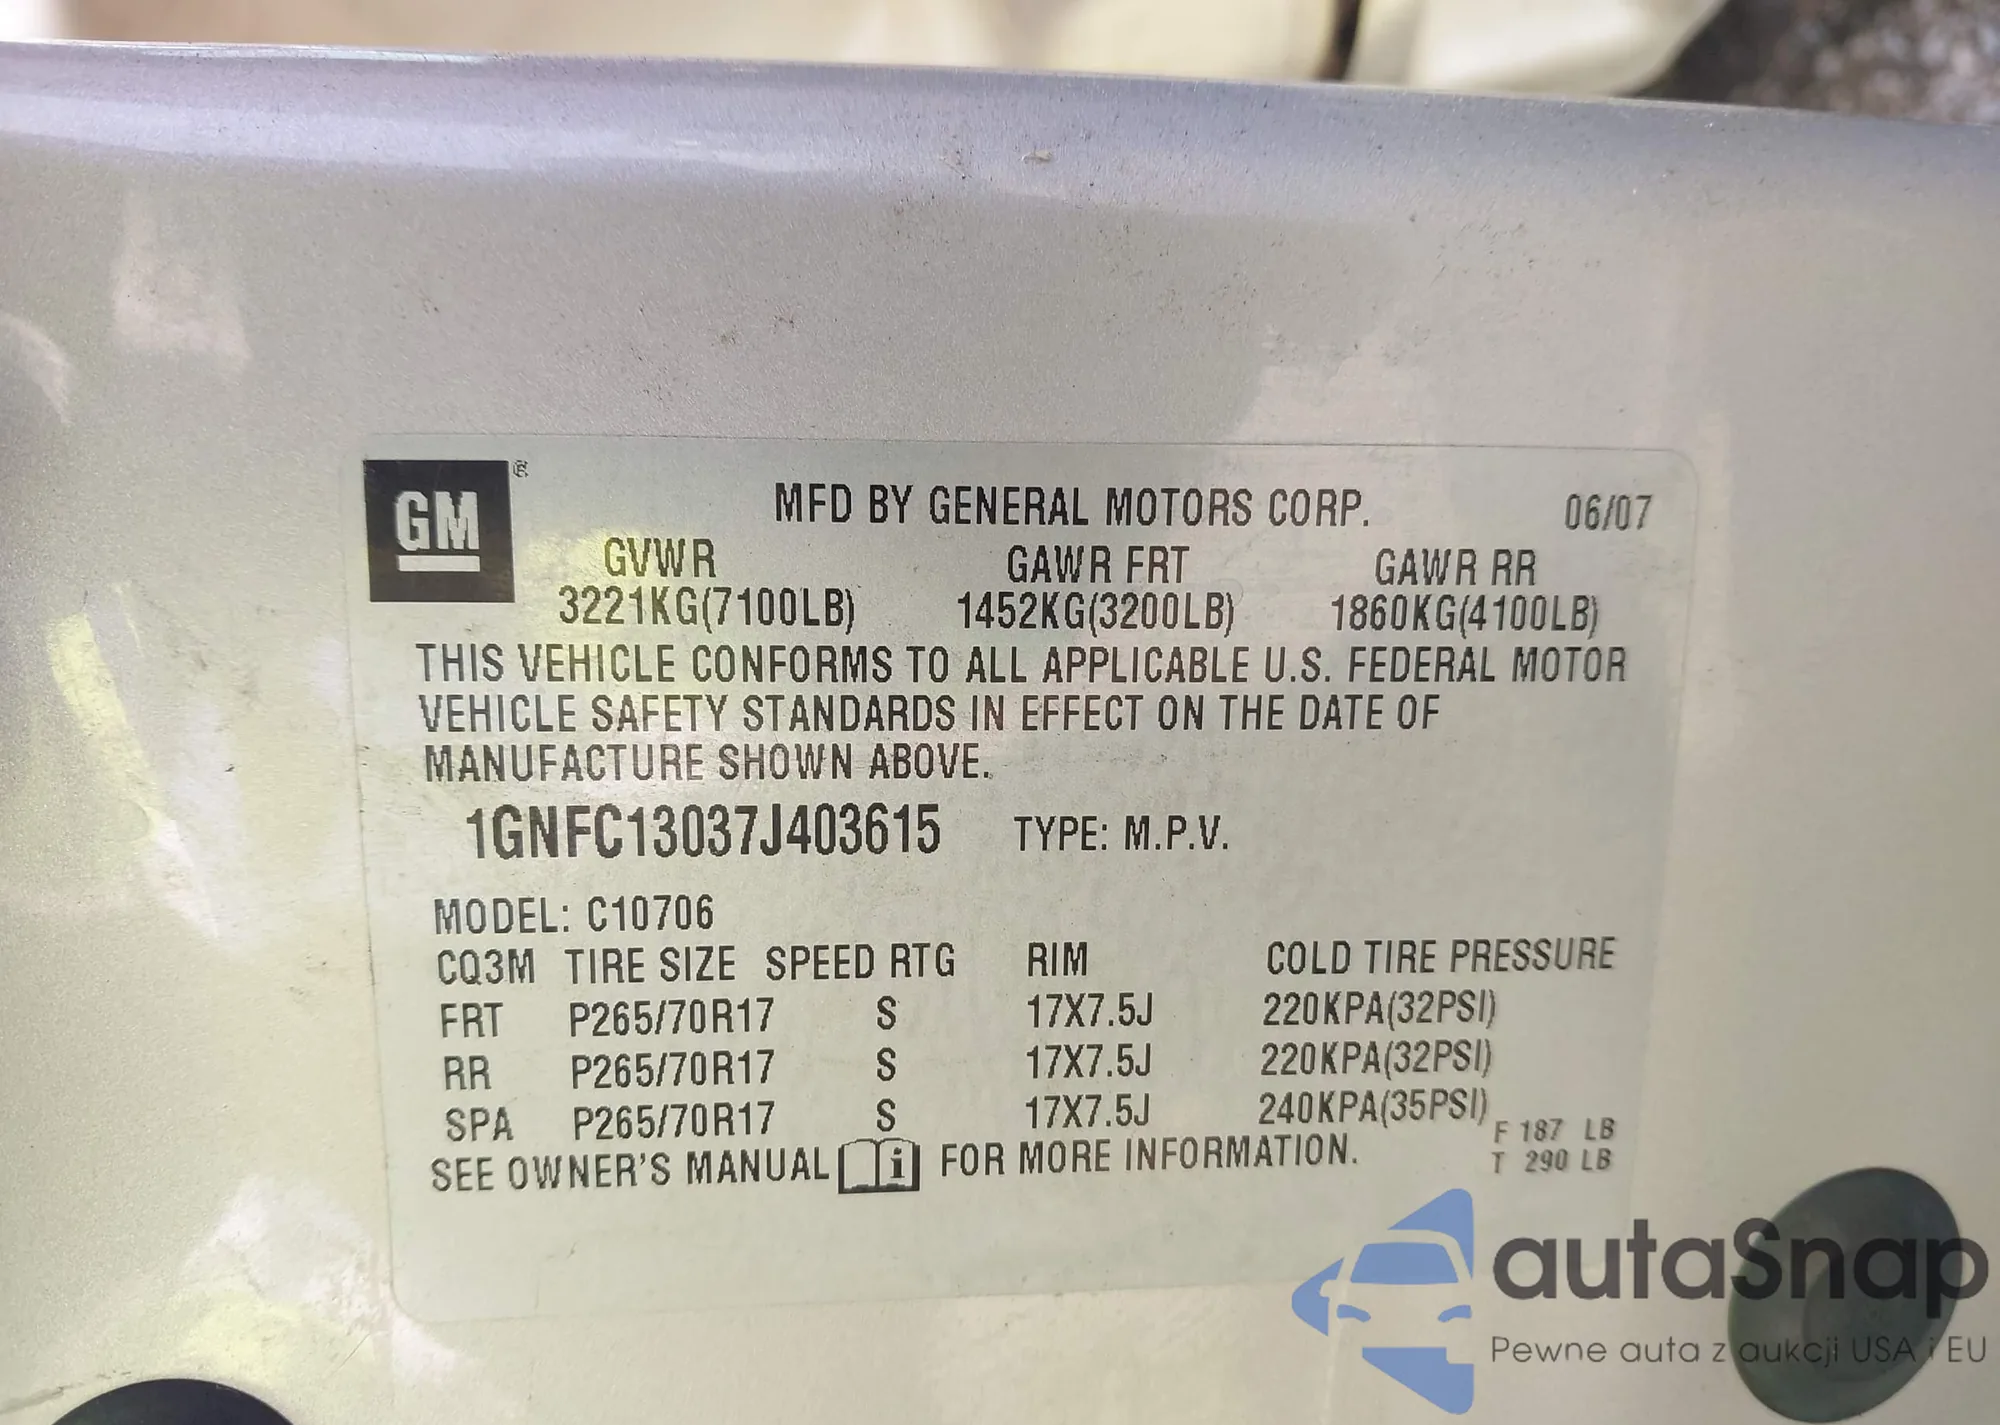 GM ®
MFD BY GENERAL MOTORS CORP. 06/07
GVWR GAWR FRT GAWR RR
3221KG(7100LB) 1452KG(3200LB) 1860KG(4100LB)
THIS VEHICLE CONFORMS TO ALL APPLICABLE U.S. FEDERAL MOTOR
VEHICLE SAFETY STANDARDS IN EFFECT ON THE DATE OF
MANUFACTURE SHOWN ABOVE.
1GNFC13037J403615 TYPE: M.P.V.
MODEL: C10706
CQ3M TIRE SIZE SPEED RTG RIM COLD TIRE PRESSURE
FRT P265/70R17 S 17X7.5J 220KPA(32PSI)
RR P265/70R17 S 17X7.5J 220KPA(32PSI)
SPA P265/70R17 S 17X7.5J 240KPA(35PSI)
F 187 LB
T 290 LB
SEE OWNER'S MANUAL i FOR MORE INFORMATION.
autaSnap
Pewne auta z aukcji USA i EU